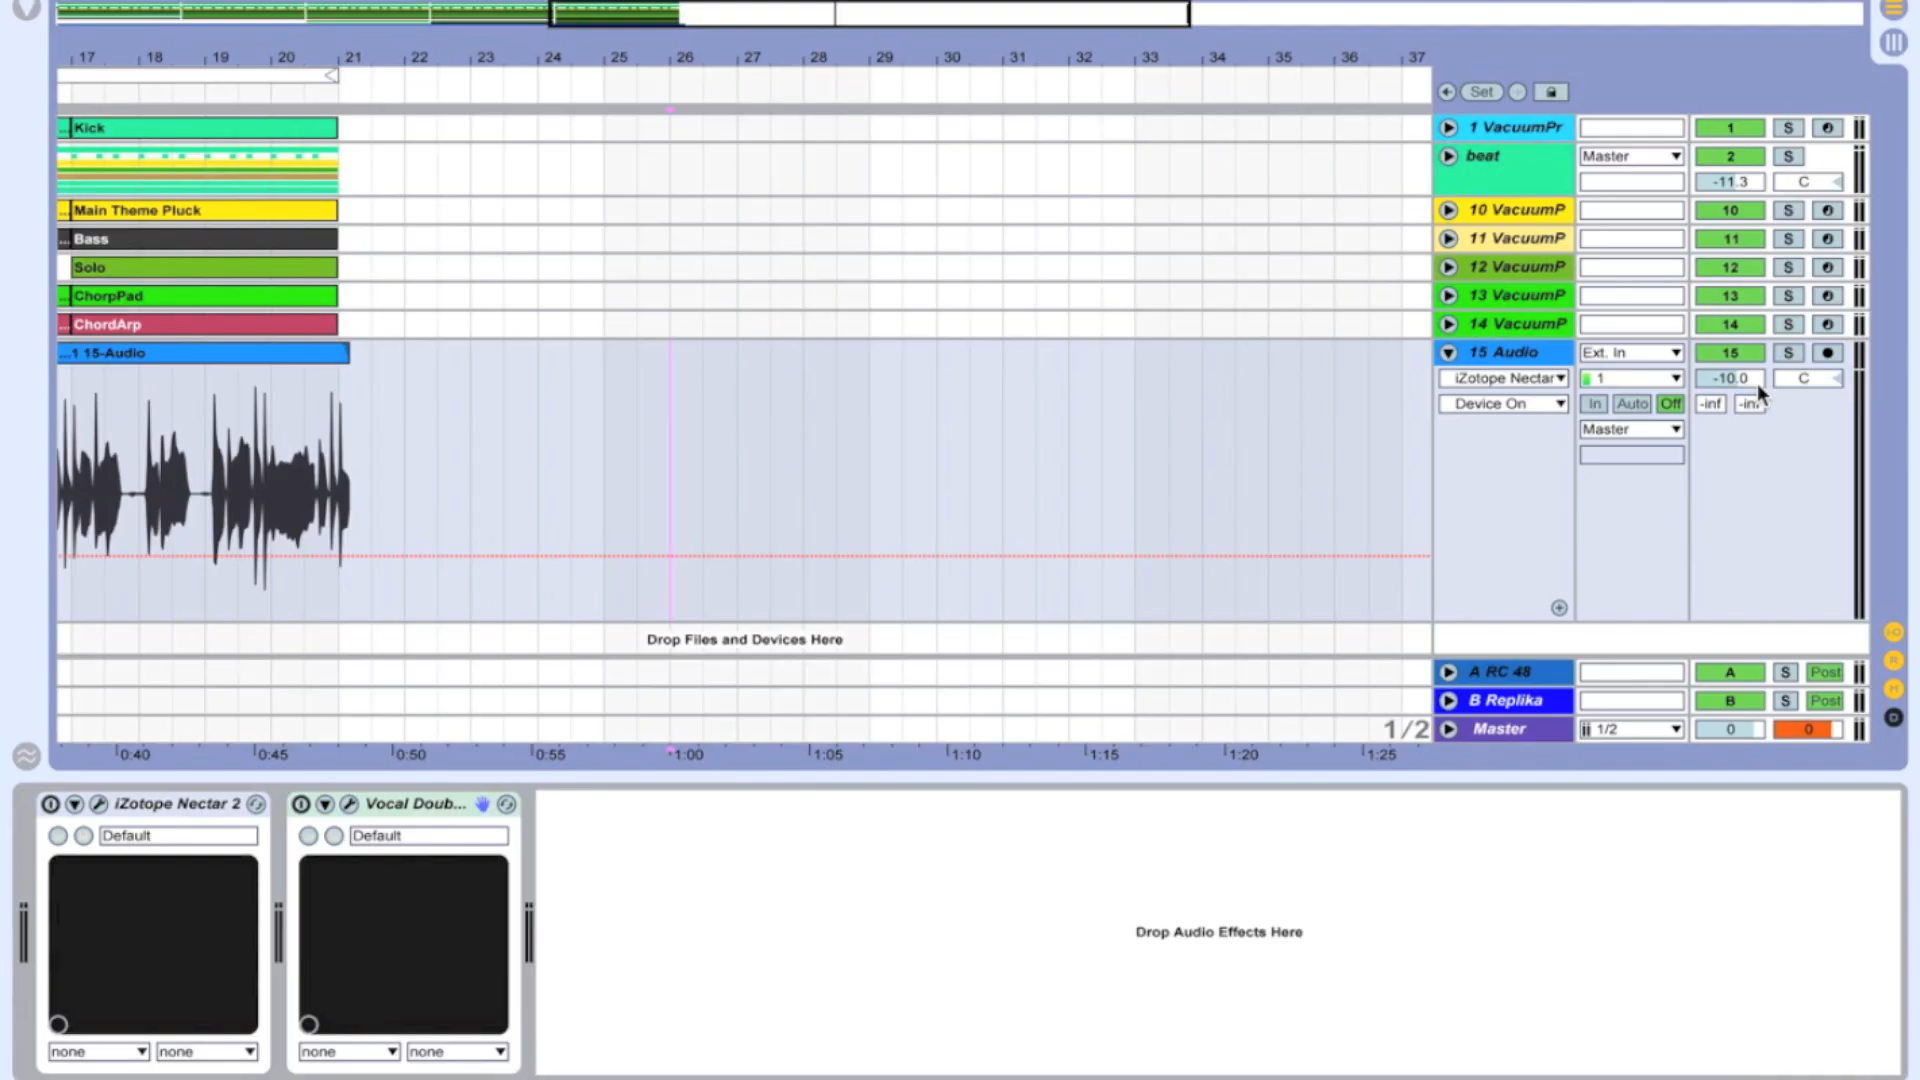 17 18 19 20 21 22 23 24 25 26 27 28 29 30 31 32 33 34 35 36 37
Set
...Kick
1 VacuumPr 1 S
beat Master 2 S
-11.3 C
...Main Theme Pluck
10 VacuumP 10 S
...Bass
11 VacuumP 11 S
Solo
12 VacuumP 12 S
...ChorpPad
13 VacuumP 13 S
...ChordArp
14 VacuumP 14 S
...1 15-Audio
15 Audio Ext. In 15 S
iZotope Nectar 1 -10.0 C
Device On In Auto Off -inf -inf
Master
Drop Files and Devices Here
A RC 48 A S Post
B Replika B S Post
1/2 Master 1/2 0 0
0:40 0:45 0:50 0:55 1:00 1:05 1:10 1:15 1:20 1:25
iZotope Nectar 2 Vocal Doub...
Default Default
Drop Audio Effects Here
none none none none